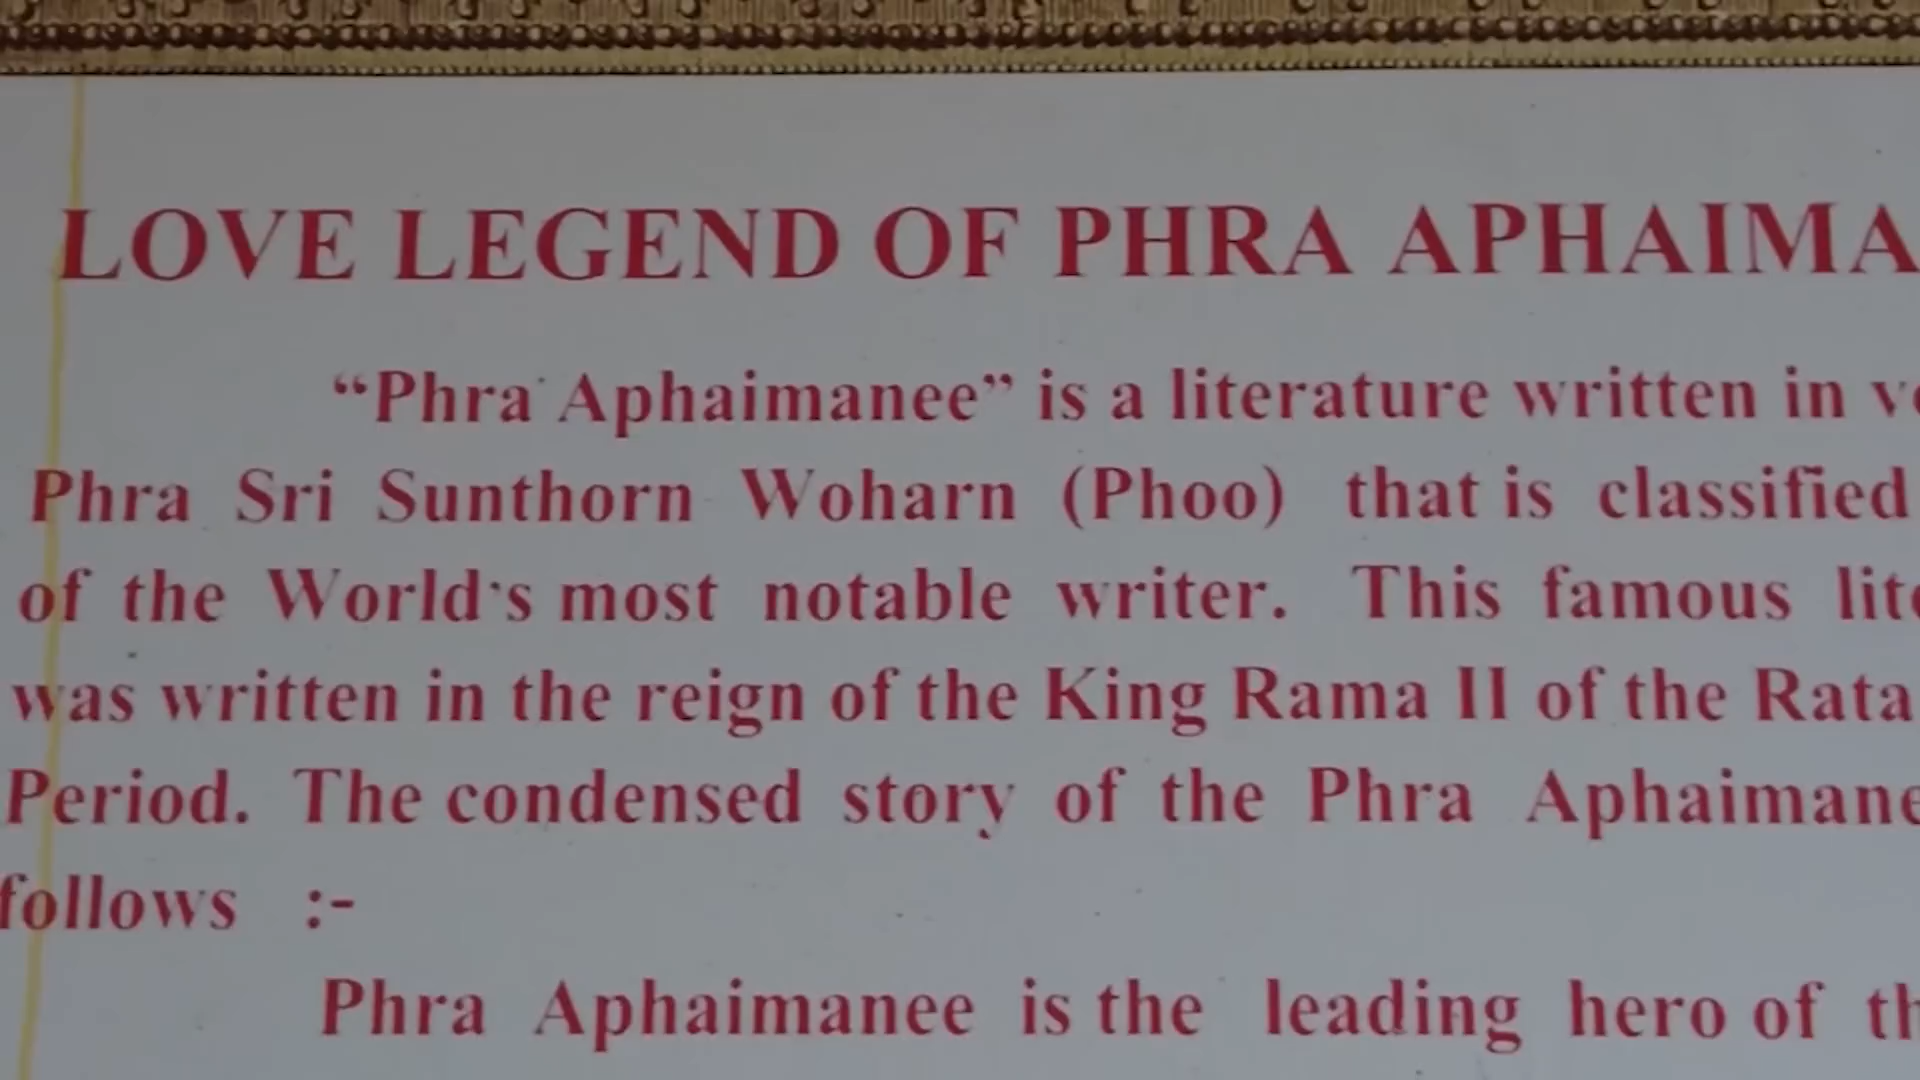 LOVE LEGEND OF PHRA APHAIMA
“Phra Aphaimanee” is a literature written in
Phra Sri Sunthorn Woharn (Phoo) that is classified
of the World's most notable writer. This famous
was written in the reign of the King Rama II of the Rata
Period. The condensed story of the Phra Aphaimane
follows :-
Phra Aphaimanee is the leading hero of